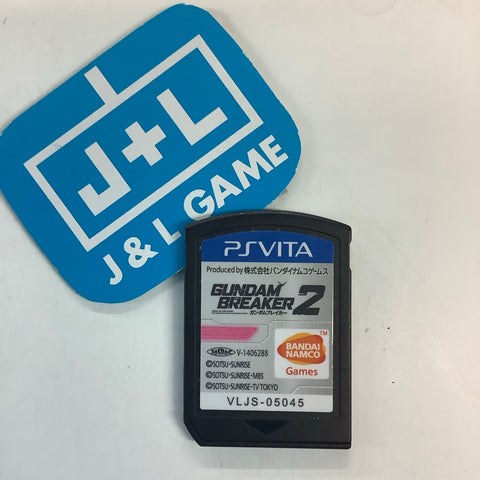 J+L
J & L GAME
PSVITA
Produced by 株式会社バンダイナムコゲームス
GUNDAM
BREAKER 2
ガンダムブレイカー
V-1406288
©SOTSU・SUNRISE
©SOTSU・SUNRISE・MBS
©SOTSU・SUNRISE・TV TOKYO
BANDAI
NAMCO
Games
TM
VLJS-05045